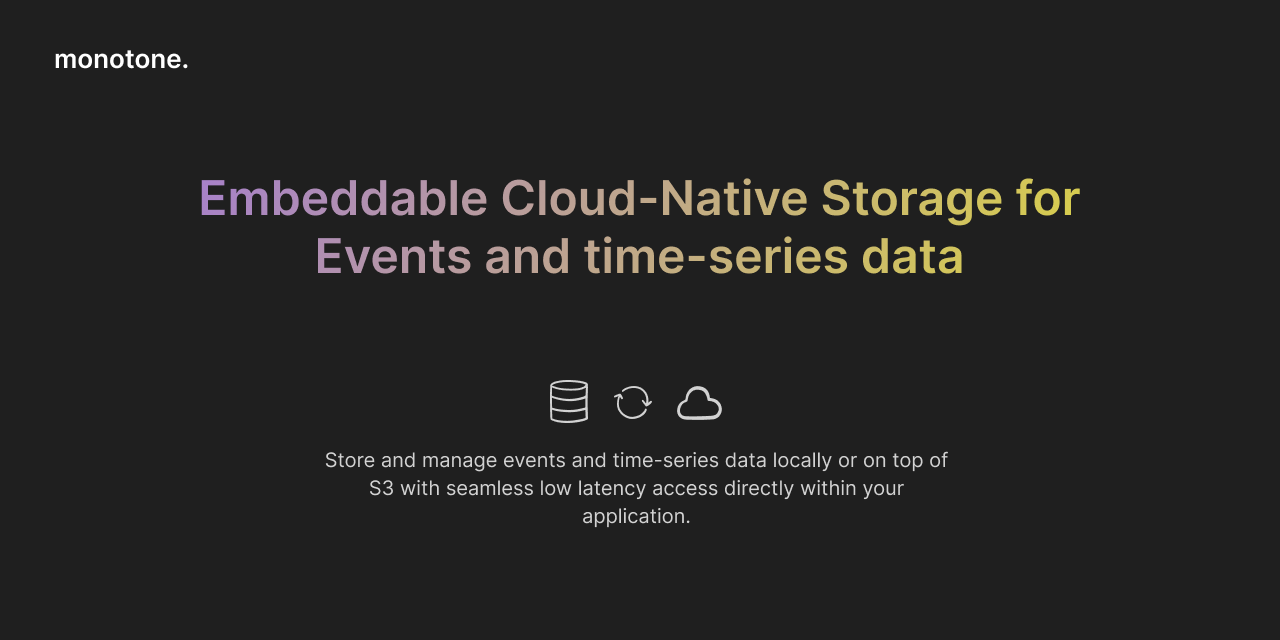 monotone.
Embeddable Cloud-Native Storage for
Events and time-series data
Store and manage events and time-series data locally or on top of
S3 with seamless low latency access directly within your
application.